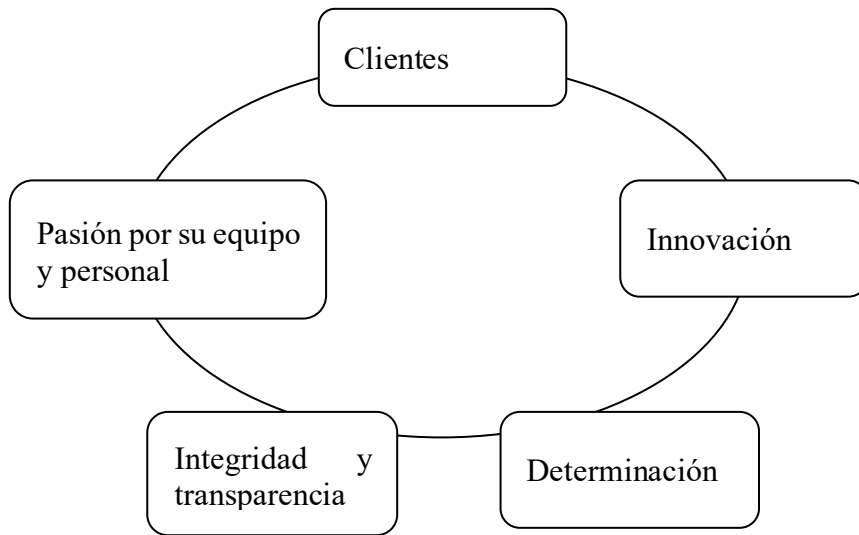 Clientes
Innovación
Determinación
Integridad y
transparencia
Pasión por su equipo
y personal